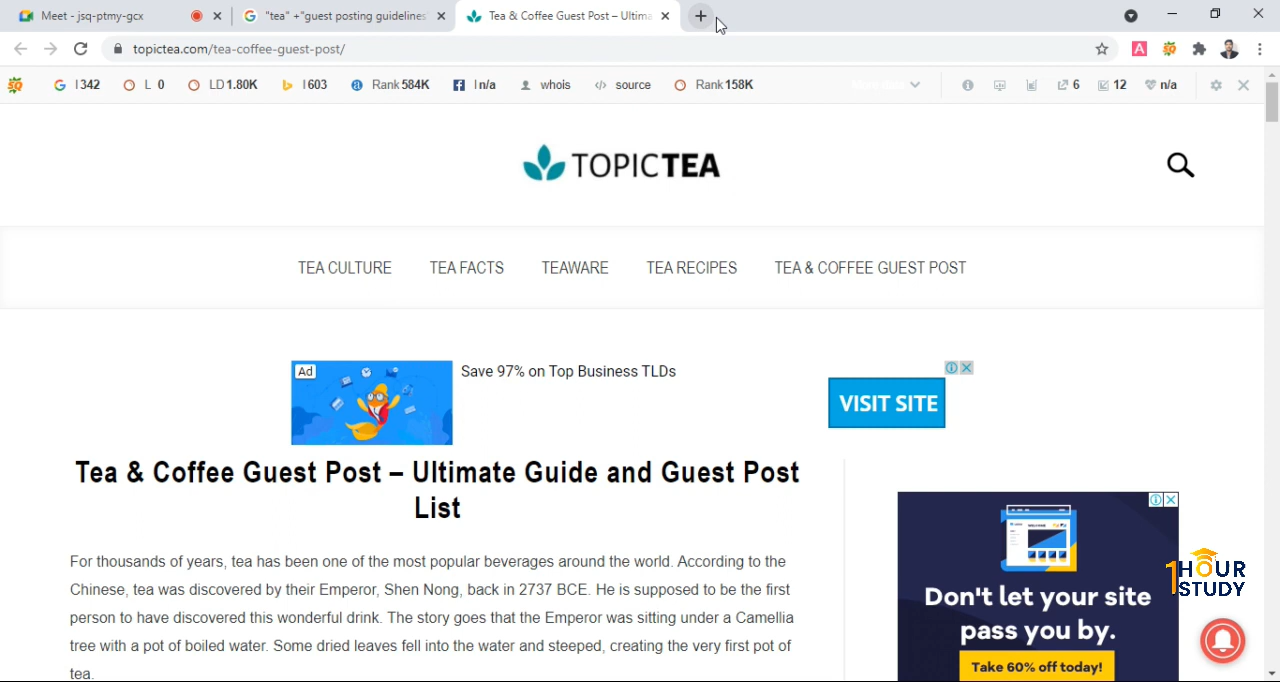 Meet - jsq-ptmy-gcx
"tea" +"guest posting guidelines
Tea & Coffee Guest Post – Ultima
topictea.com/tea-coffee-guest-post/
SQ I 342 L 0 LD 1.80K I 603 Rank 584K I n/a whois source Rank 158K More data 6 12 n/a
TOPICTEA
TEA CULTURE TEA FACTS TEAWARE TEA RECIPES TEA & COFFEE GUEST POST
Ad
Save 97% on Top Business TLDs
VISIT SITE
Tea & Coffee Guest Post – Ultimate Guide and Guest Post
List
For thousands of years, tea has been one of the most popular beverages around the world. According to the
Chinese, tea was discovered by their Emperor, Shen Nong, back in 2737 BCE. He is supposed to be the first
person to have discovered this wonderful drink. The story goes that the Emperor was sitting under a Camellia
tree with a pot of boiled water. Some dried leaves fell into the water and steeped, creating the very first pot of
tea.
Don't let your site
pass you by.
Take 60% off today!
1HOUR
STUDY